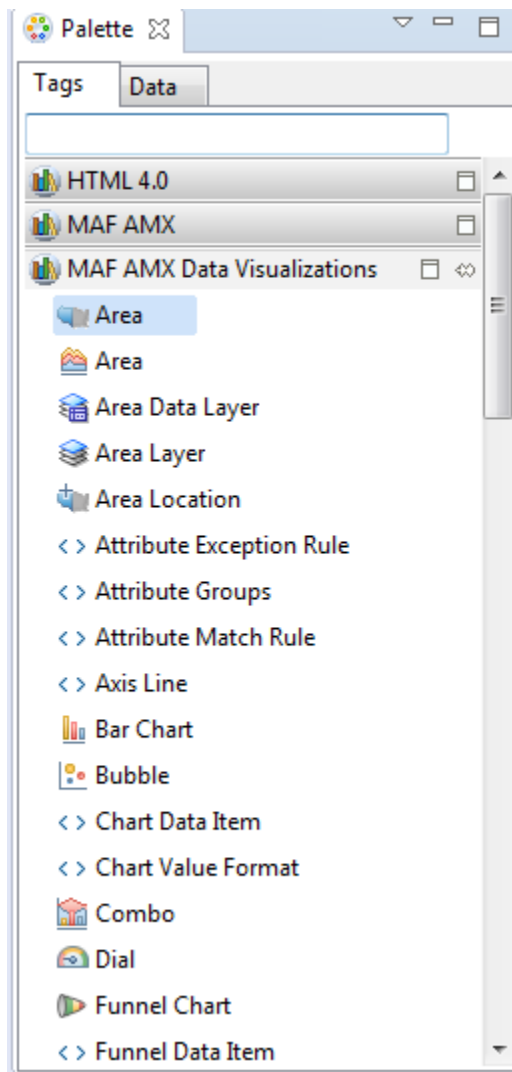 Palette
Tags Data
HTML 4.0
MAF AMX
MAF AMX Data Visualizations
Area
Area
Area Data Layer
Area Layer
Area Location
Attribute Exception Rule
Attribute Groups
Attribute Match Rule
Axis Line
Bar Chart
Bubble
Chart Data Item
Chart Value Format
Combo
Dial
Funnel Chart
Funnel Data Item